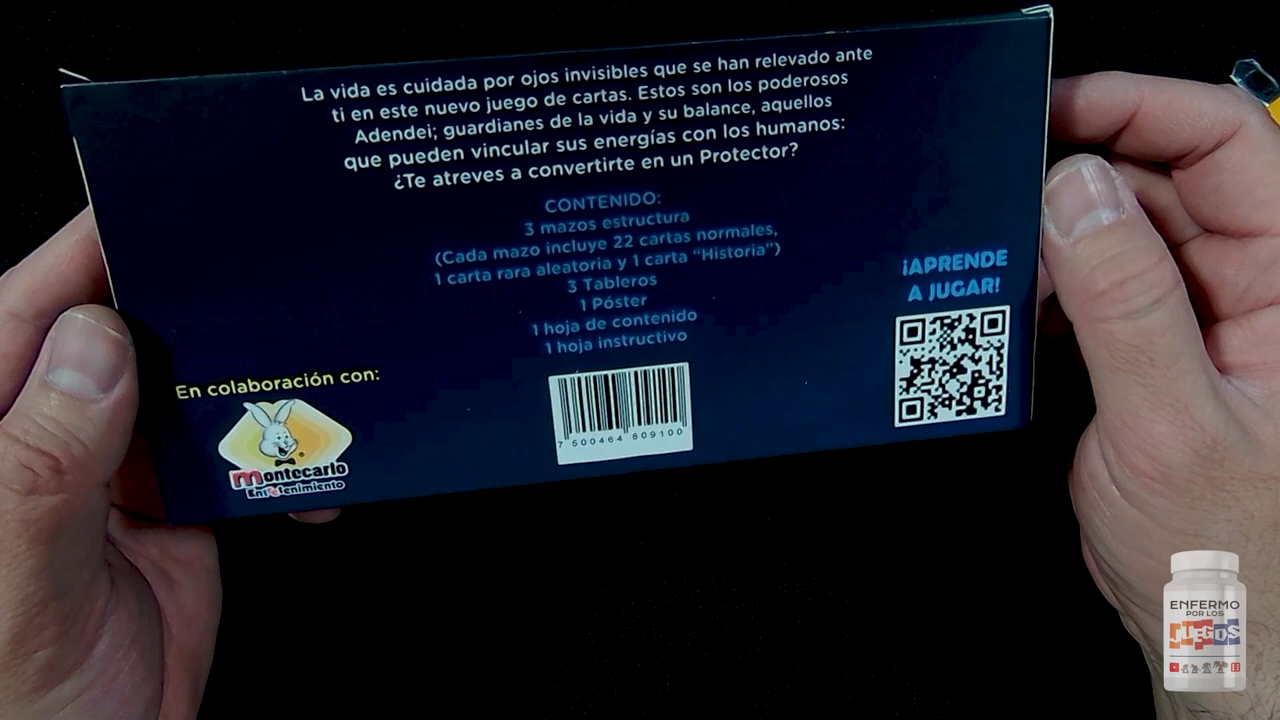 La vida es cuidada por ojos invisibles que se han relevado ante
ti en este nuevo juego de cartas. Estos son los poderosos
Adendei; guardianes de la vida y su balance, aquellos
que pueden vincular sus energías con los humanos:
¿Te atreves a convertirte en un Protector?
CONTENIDO:
3 mazos estructura
(Cada mazo incluye 22 cartas normales,
1 carta rara aleatoria y 1 carta “Historia”)
3 Tableros
1 Póster
1 hoja de contenido
1 hoja instructivo
¡APRENDE
A JUGAR!
En colaboración con:
montecarlo
Entretenimiento
7 500464 809100
ENFERMO
POR LOS
JUEGOS